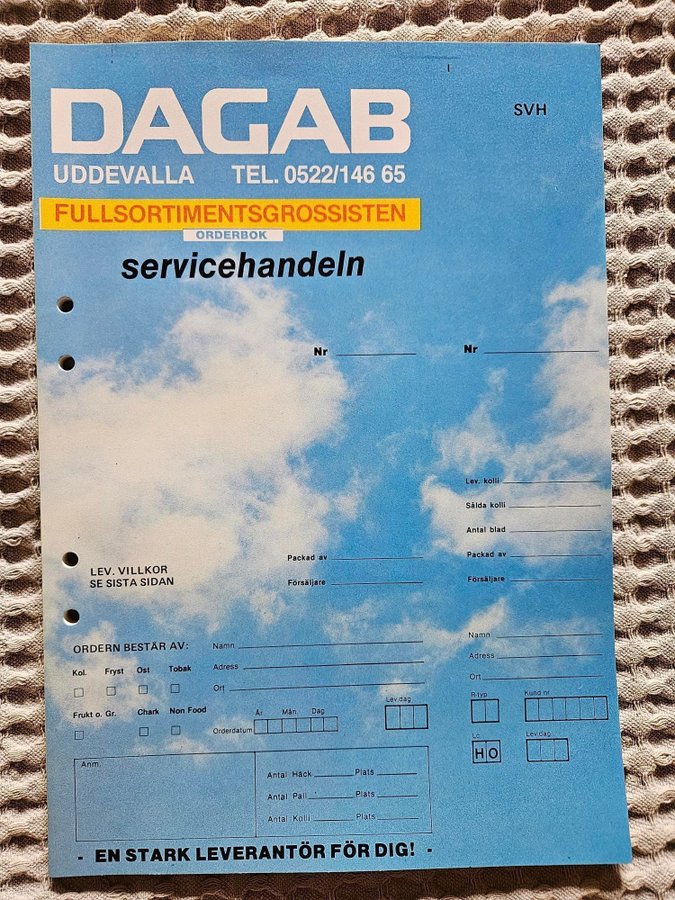 DAGAB
SVH
UDDEVALLA TEL. 0522/146 65
FULLSORTIMENTSGROSSISTEN
ORDERBOK
servicehandeln
Nr Nr
Lev. kolli
Sålda kolli
Antal blad
LEV. VILLKOR
SE SISTA SIDAN
Packad av Packad av
Försäljare Försäljare
ORDERN BESTÅR AV:
Kol. Fryst Ost Tobak
Frukt o. Gr. Chark Non Food
Namn
Adress
Ort
År Mån. Dag
Orderdatum
Lev.dag
Namn
Adress
Ort
R-typ Kund nr
Lc Lev.dag
HO
Anm.
Antal Häck Plats
Antal Pall Plats
Antal Kolli Plats
- EN STARK LEVERANTÖR FÖR DIG! -